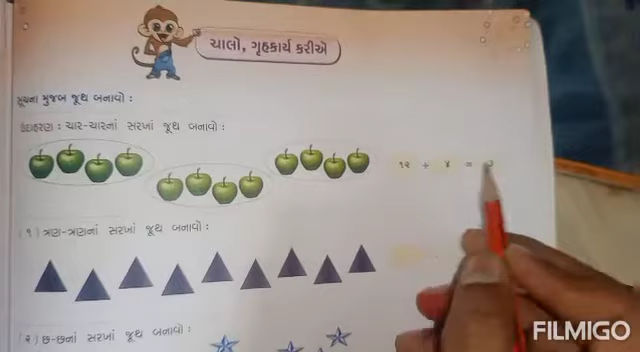 ચાલો, ગૃહકાર્ય કરીએ
સૂચના મુજબ જૂથ બનાવો :
ઉદાહરણ : ચાર-ચારનાં સરખાં જૂથ બનાવો :
૧૨ ÷ ૪ = ૩
(૧) ત્રણ-ત્રણનાં સરખાં જૂથ બનાવો :
(૨) છ-છનાં સરખાં જૂથ બનાવો :
FILMIGO